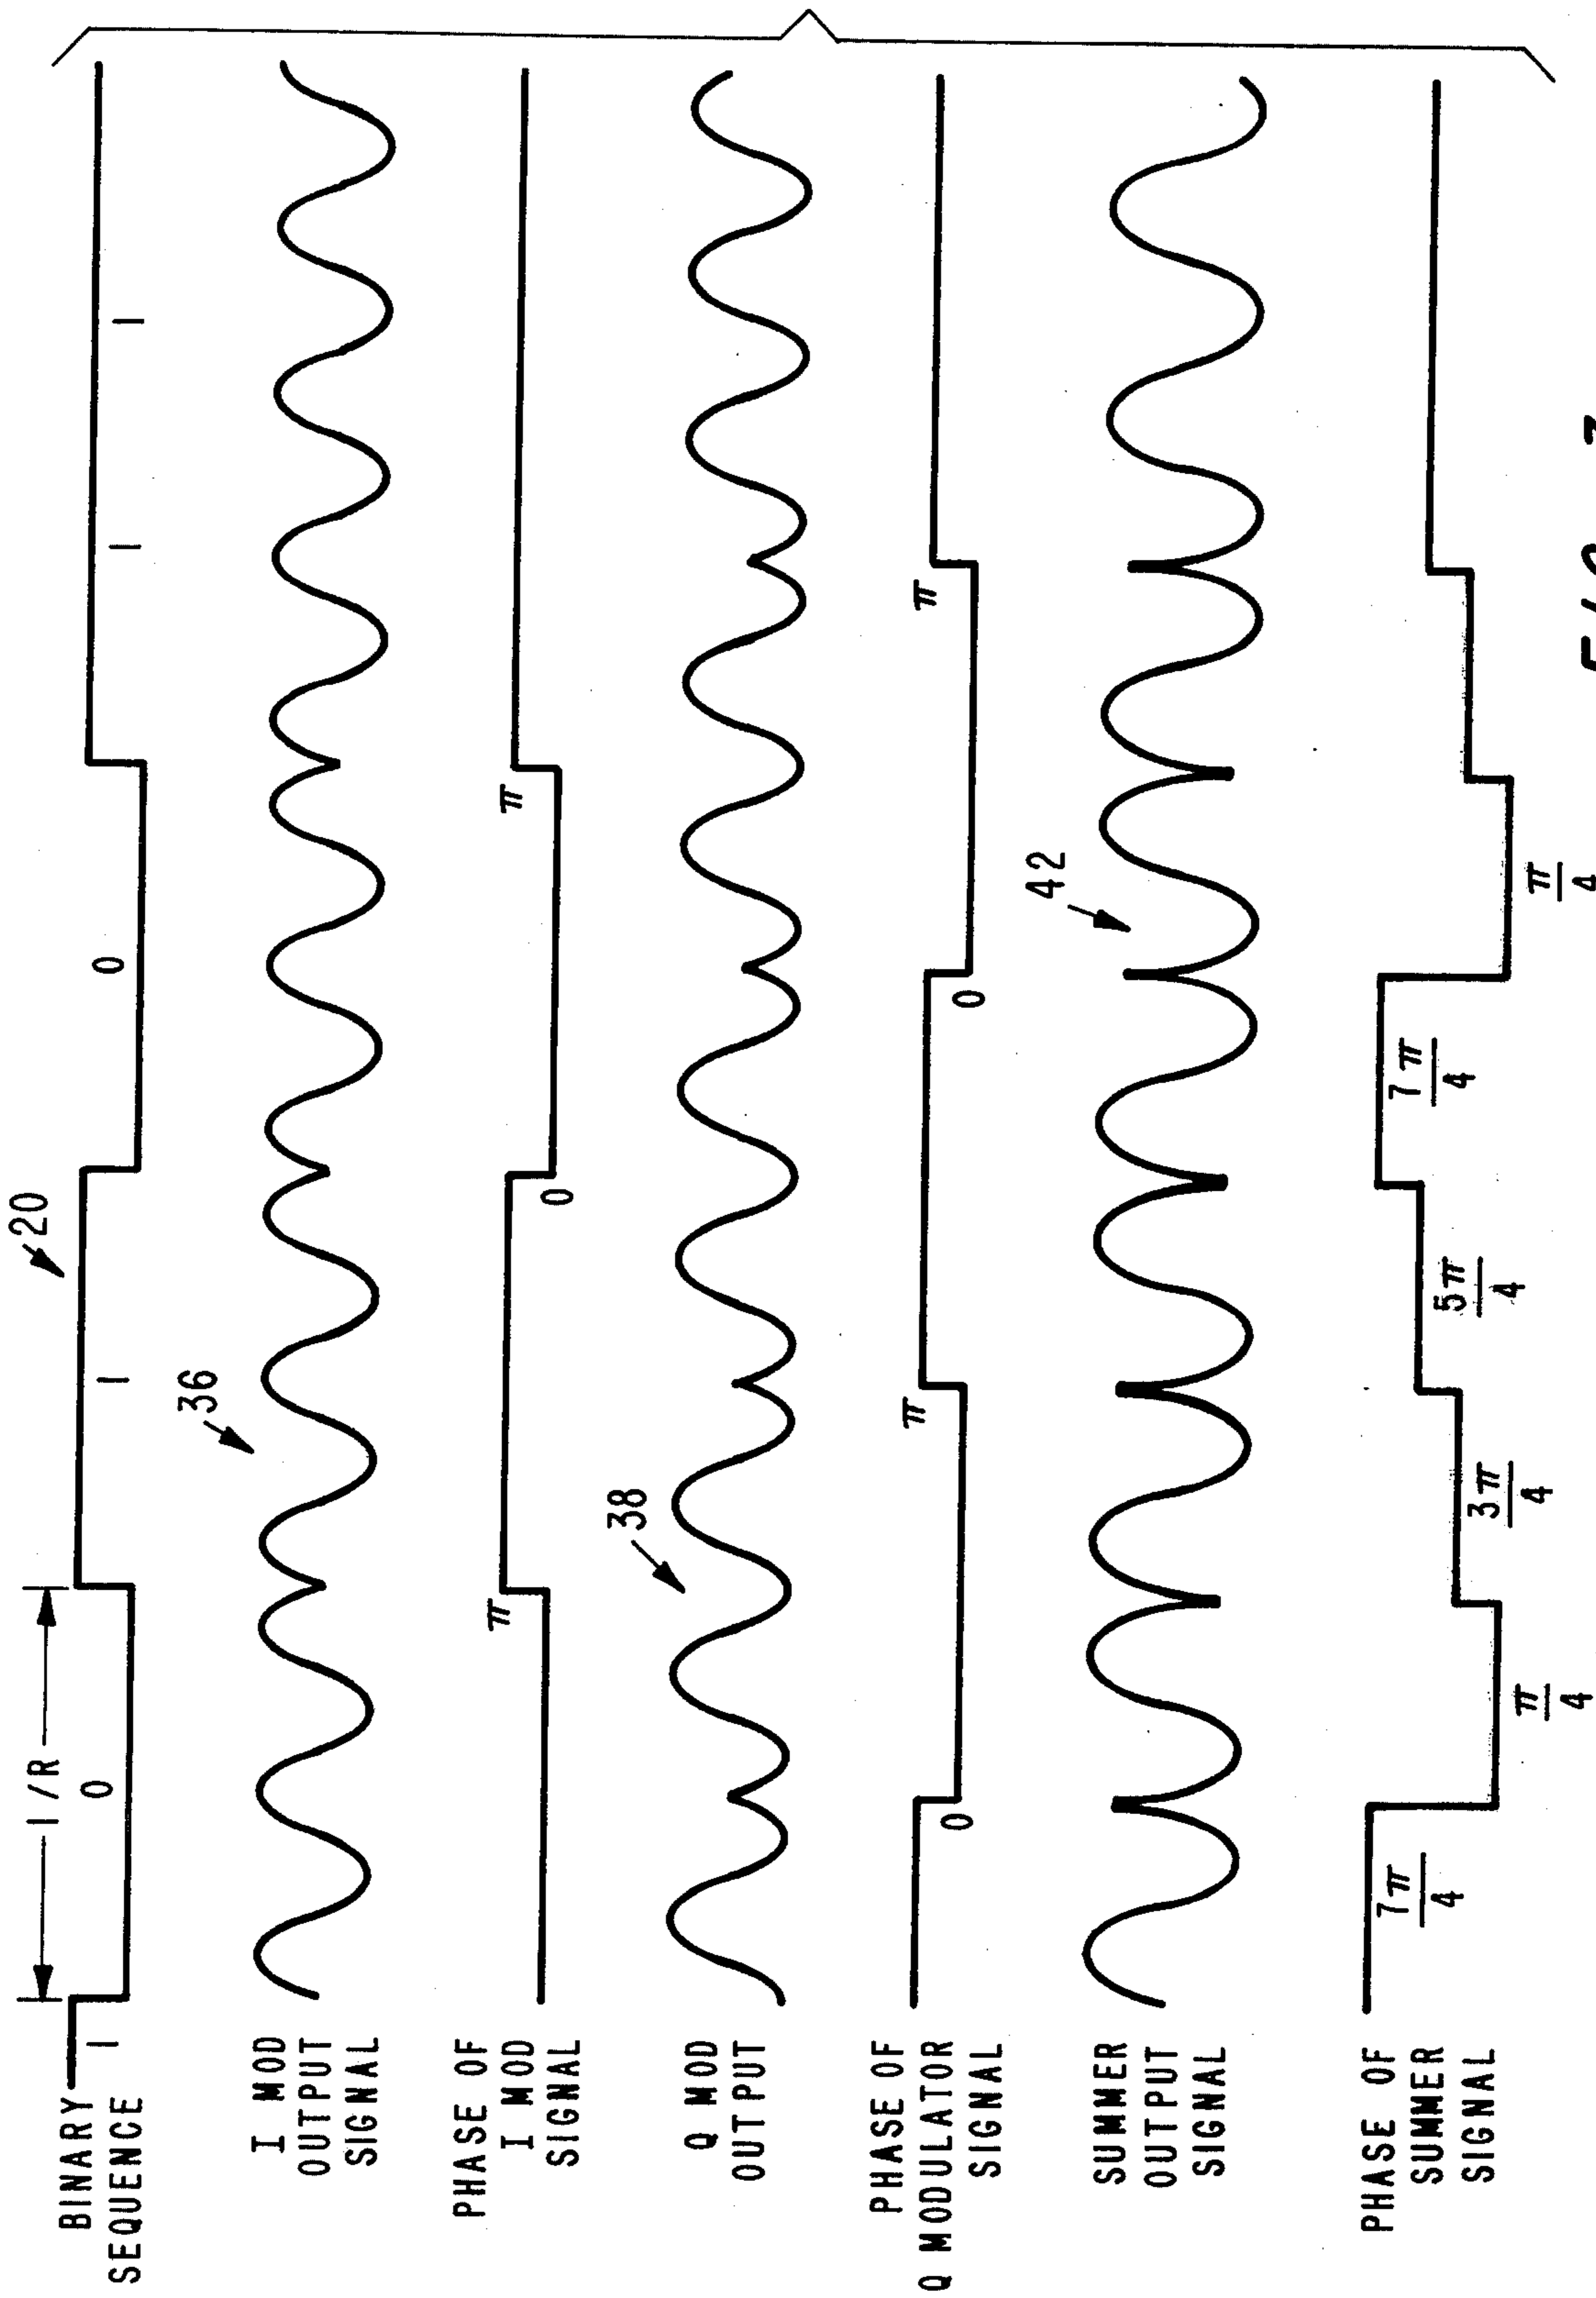 1/R
20
BINARY
SEQUENCE
1 0 1 0 1 1
36
I MOD
OUTPUT
SIGNAL
PHASE OF
I MOD
SIGNAL
π 0 π
38
Q MOD
OUTPUT
PHASE OF
Q MODULATOR
SIGNAL
0 π 0 π
42
SUMMER
OUTPUT
SIGNAL
PHASE OF
SUMMER
SIGNAL
7π/4 π/4 3π/4 5π/4 7π/4 π/4